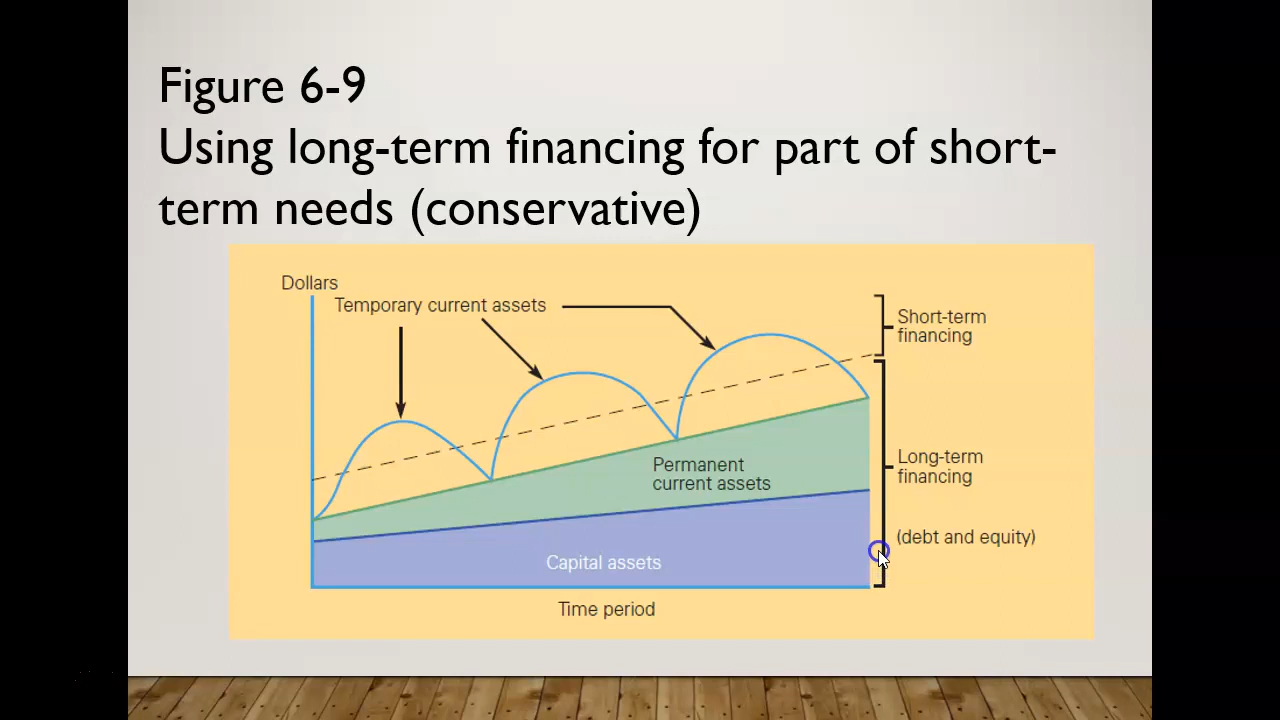 Figure 6-9
Using long-term financing for part of short-
term needs (conservative)
Dollars
Temporary current assets
Short-term
financing
Permanent
current assets
Long-term
financing
(debt and equity)
Capital assets
Time period